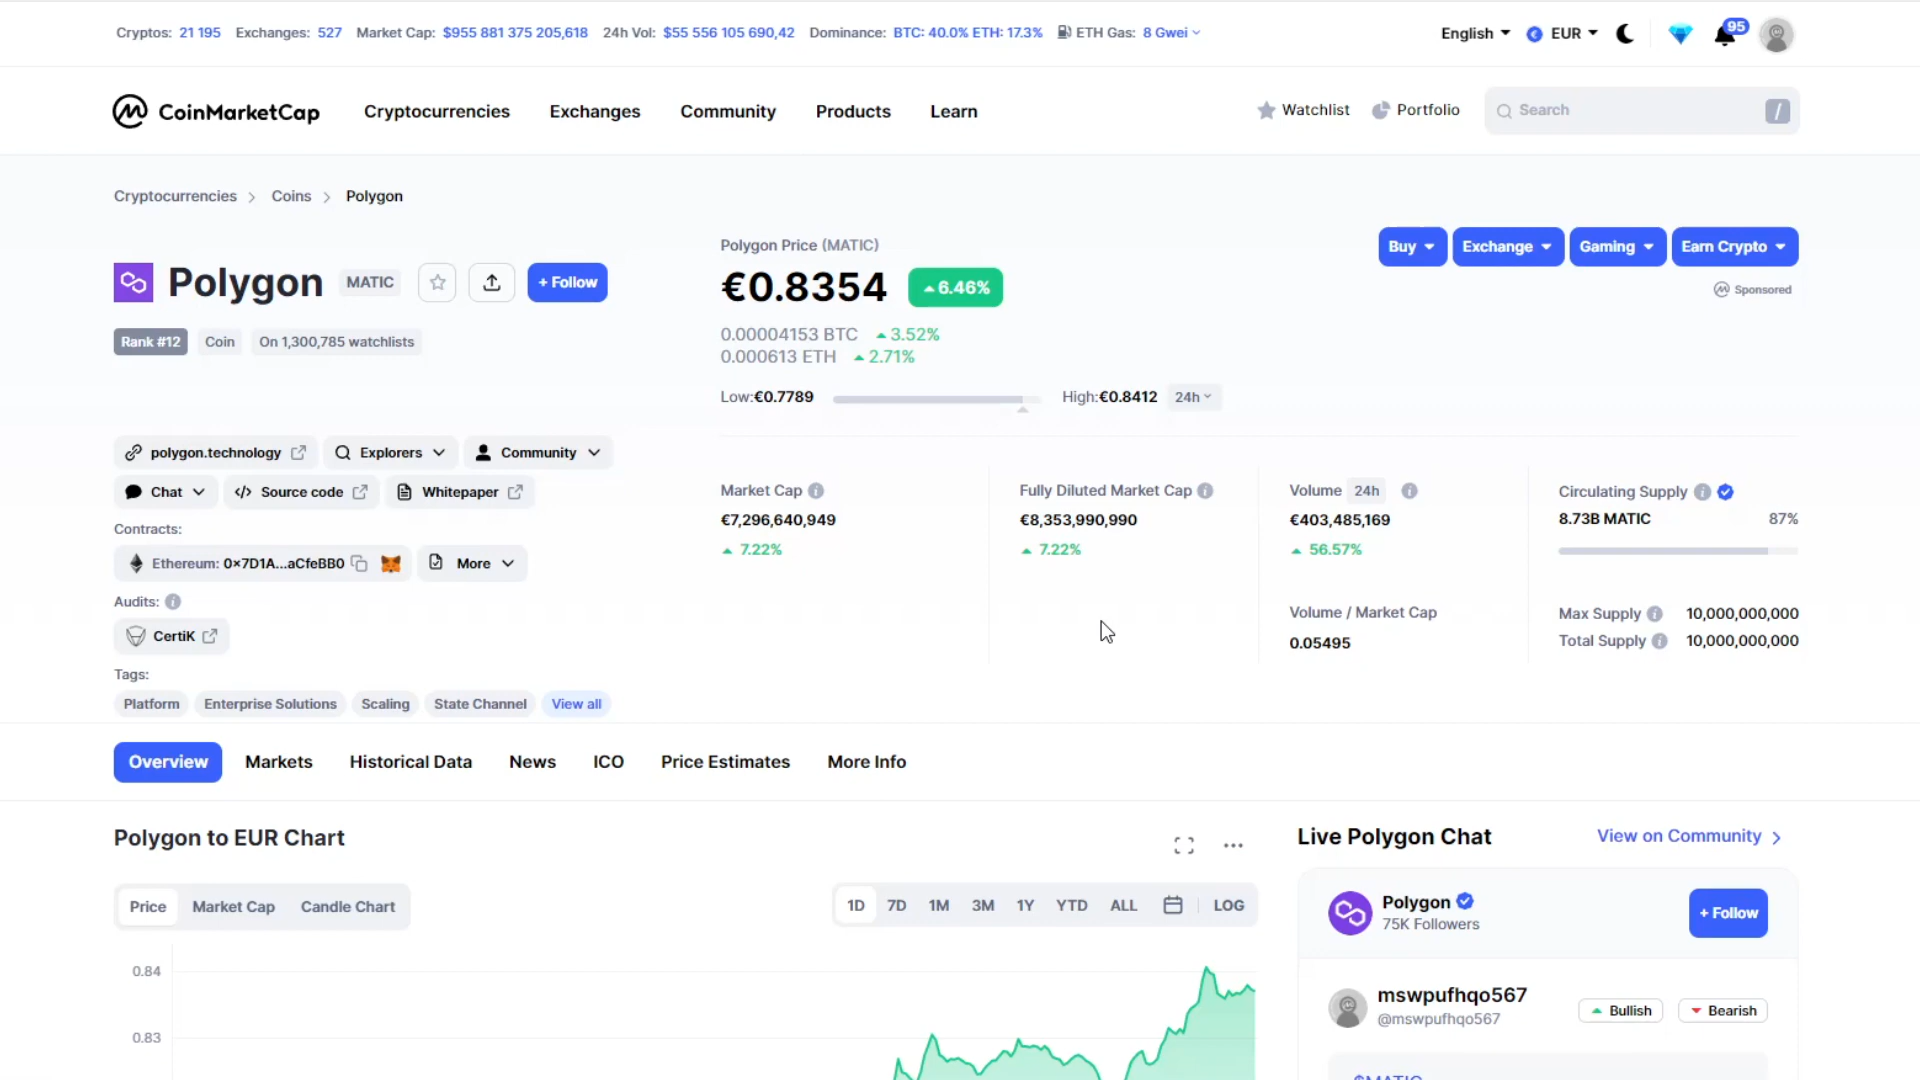 Cryptos: 21 195 Exchanges: 527 Market Cap: $955 881 375 205,618 24h Vol: $55 556 105 690,42 Dominance: BTC: 40.0% ETH: 17.3% ETH Gas: 8 Gwei English EUR 95
CoinMarketCap Cryptocurrencies Exchanges Community Products Learn Watchlist Portfolio Search /
Cryptocurrencies > Coins > Polygon
Polygon MATIC + Follow
Rank #12 Coin On 1,300,785 watchlists
Polygon Price (MATIC)
€0.8354 6.46%
0.00004153 BTC 3.52%
0.000613 ETH 2.71%
Low:€0.7789 High:€0.8412 24h
Buy Exchange Gaming Earn Crypto
Sponsored
polygon.technology Explorers Community
Chat Source code Whitepaper
Contracts:
Ethereum: 0x7D1A...aCfeBB0 More
Audits:
CertiK
Tags:
Platform Enterprise Solutions Scaling State Channel View all
Market Cap
€7,296,640,949
7.22%
Fully Diluted Market Cap
€8,353,990,990
7.22%
Volume 24h
€403,485,169
56.57%
Volume / Market Cap
0.05495
Circulating Supply
8.73B MATIC 87%
Max Supply 10,000,000,000
Total Supply 10,000,000,000
Overview Markets Historical Data News ICO Price Estimates More Info
Polygon to EUR Chart
Price Market Cap Candle Chart 1D 7D 1M 3M 1Y YTD ALL LOG
0.84
0.83
Live Polygon Chat View on Community >
Polygon
75K Followers
+ Follow
mswpufhqo567
@mswpufhqo567
Bullish Bearish
$MATIC